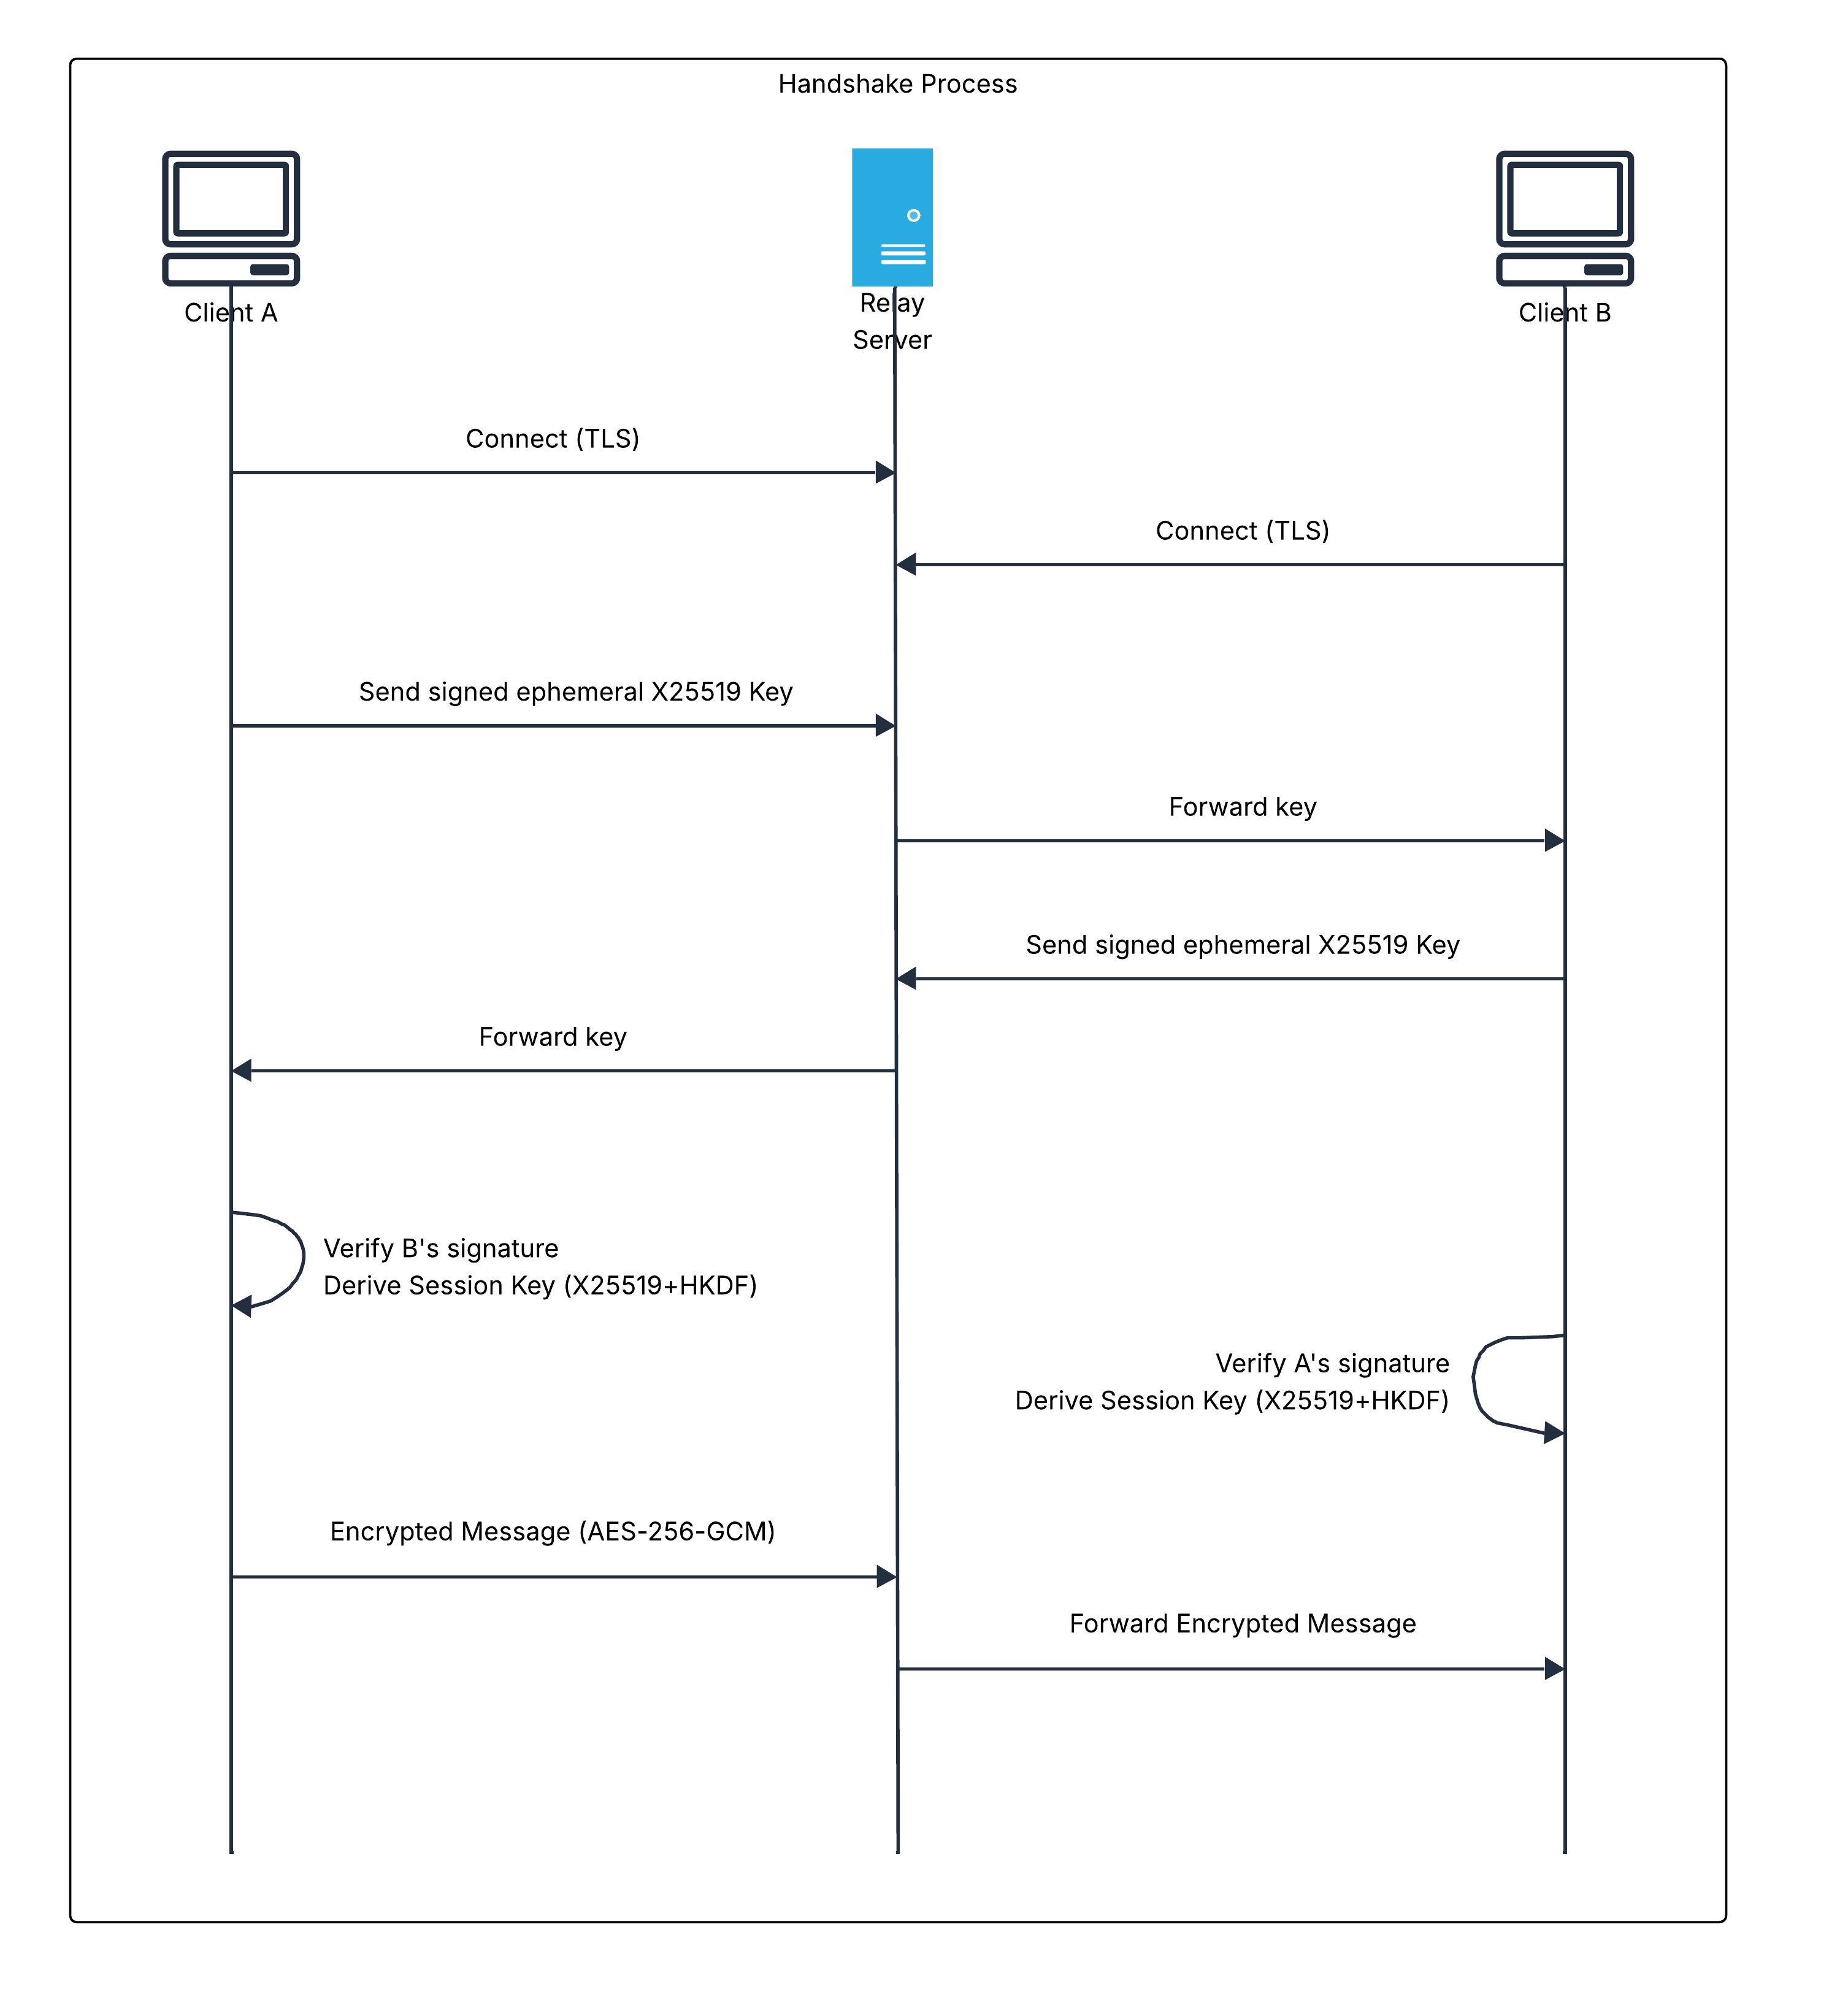 Handshake Process
Client A
Relay
Server
Client B
Connect (TLS)
Connect (TLS)
Send signed ephemeral X25519 Key
Forward key
Send signed ephemeral X25519 Key
Forward key
Verify B's signature
Derive Session Key (X25519+HKDF)
Verify A's signature
Derive Session Key (X25519+HKDF)
Encrypted Message (AES-256-GCM)
Forward Encrypted Message